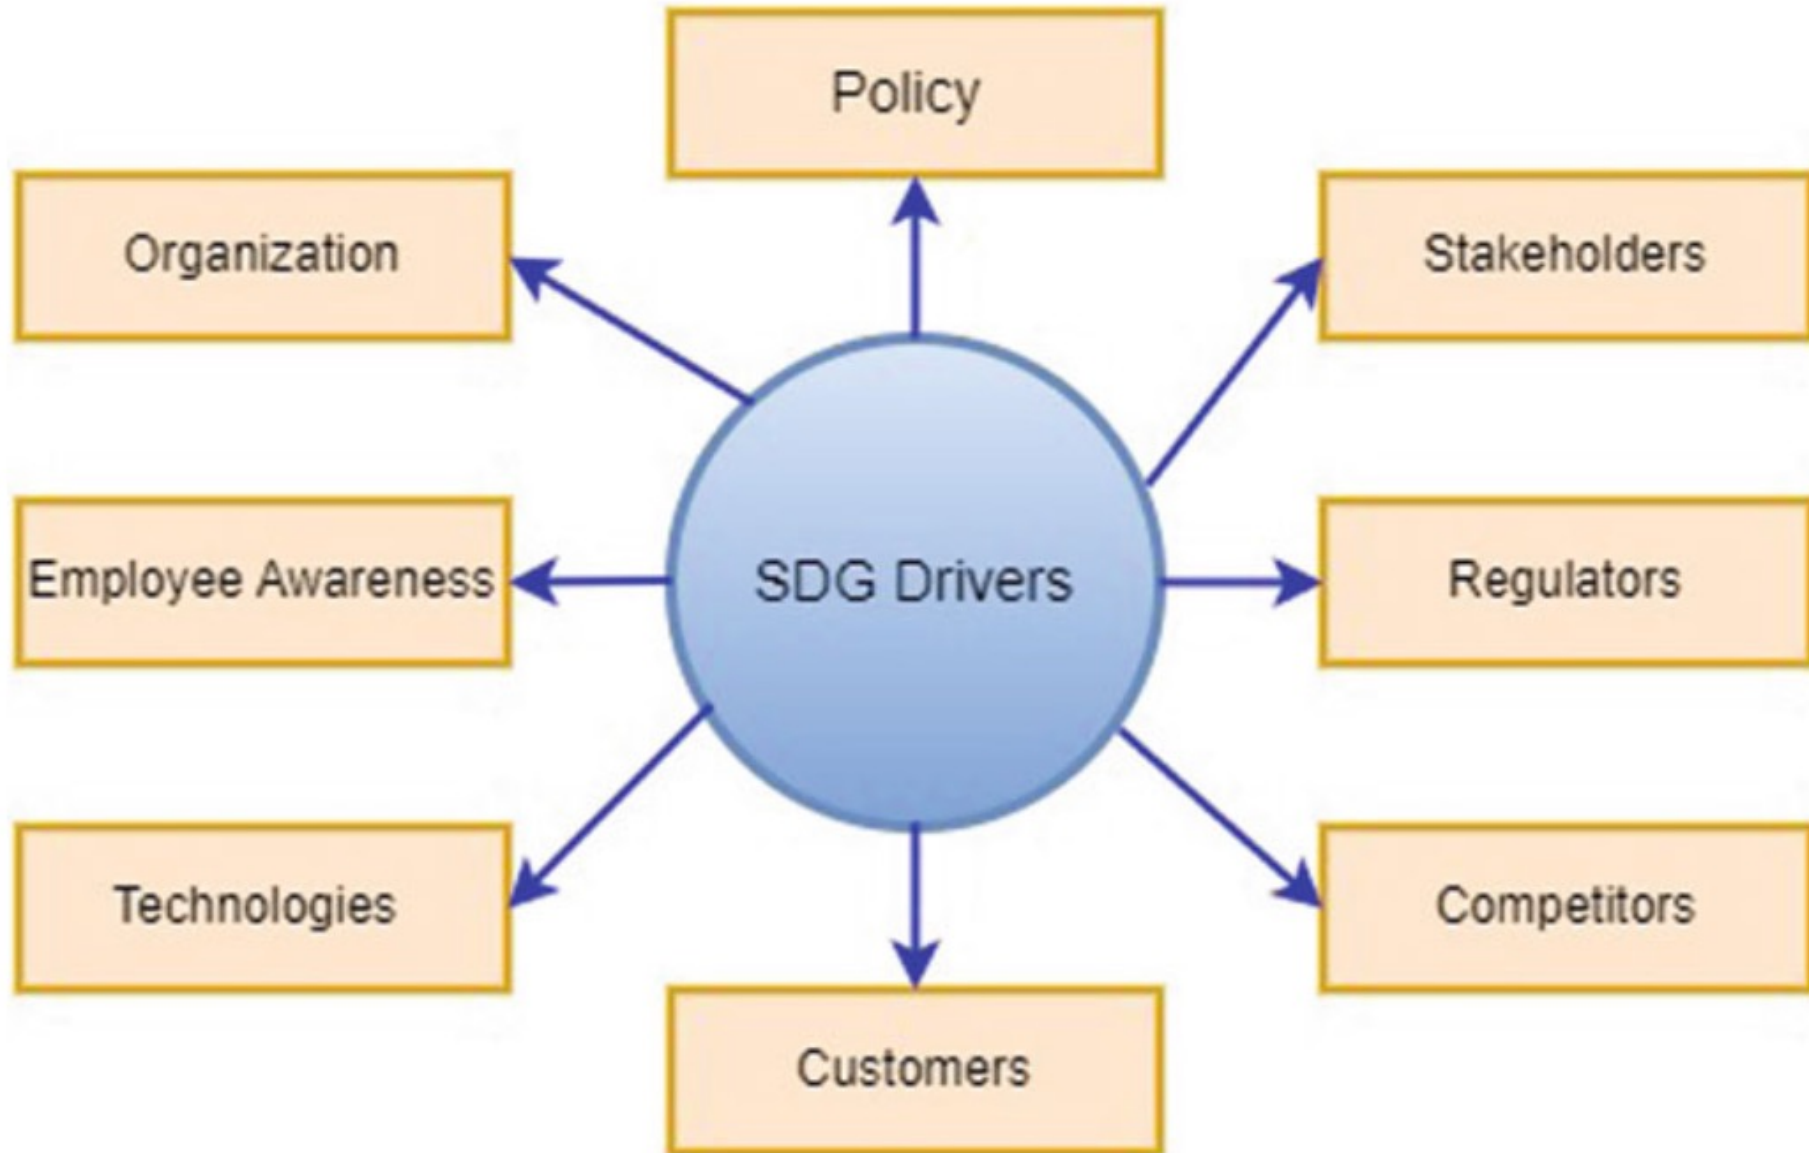 Policy
Organization
Stakeholders
Employee Awareness
SDG Drivers
Regulators
Technologies
Competitors
Customers